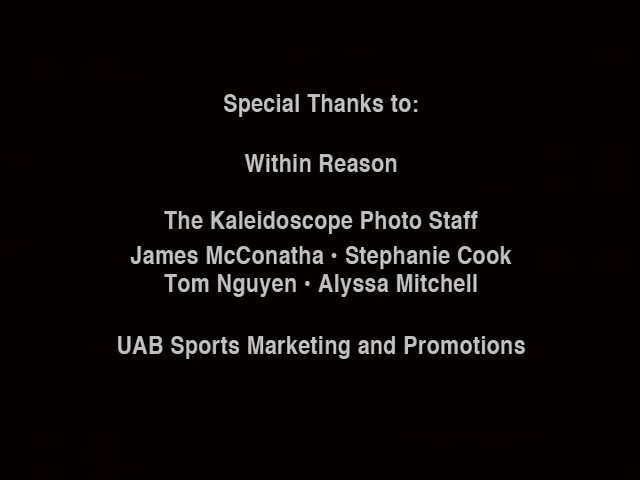 Special Thanks to:
Within Reason
The Kaleidoscope Photo Staff
James McConatha • Stephanie Cook
Tom Nguyen • Alyssa Mitchell
UAB Sports Marketing and Promotions